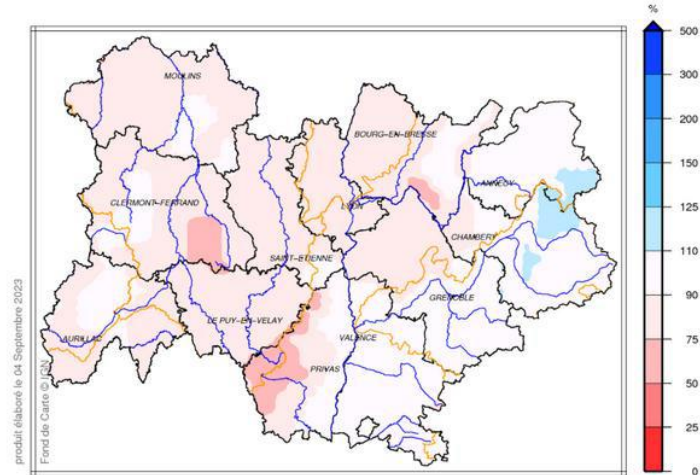 %
500
300
200
150
125
110
90
75
50
25
0
MOULINS
BOURG-EN-BRESSE
CLERMONT-FERRAND
ANNECY
LYON
CHAMBERY
SAINT-ETIENNE
GRENOBLE
LE PUY-EN-VELAY
AURILLAC
VALENCE
PRIVAS
produit élaboré le 04 Septembre 2023
Fond de Carte © IGN